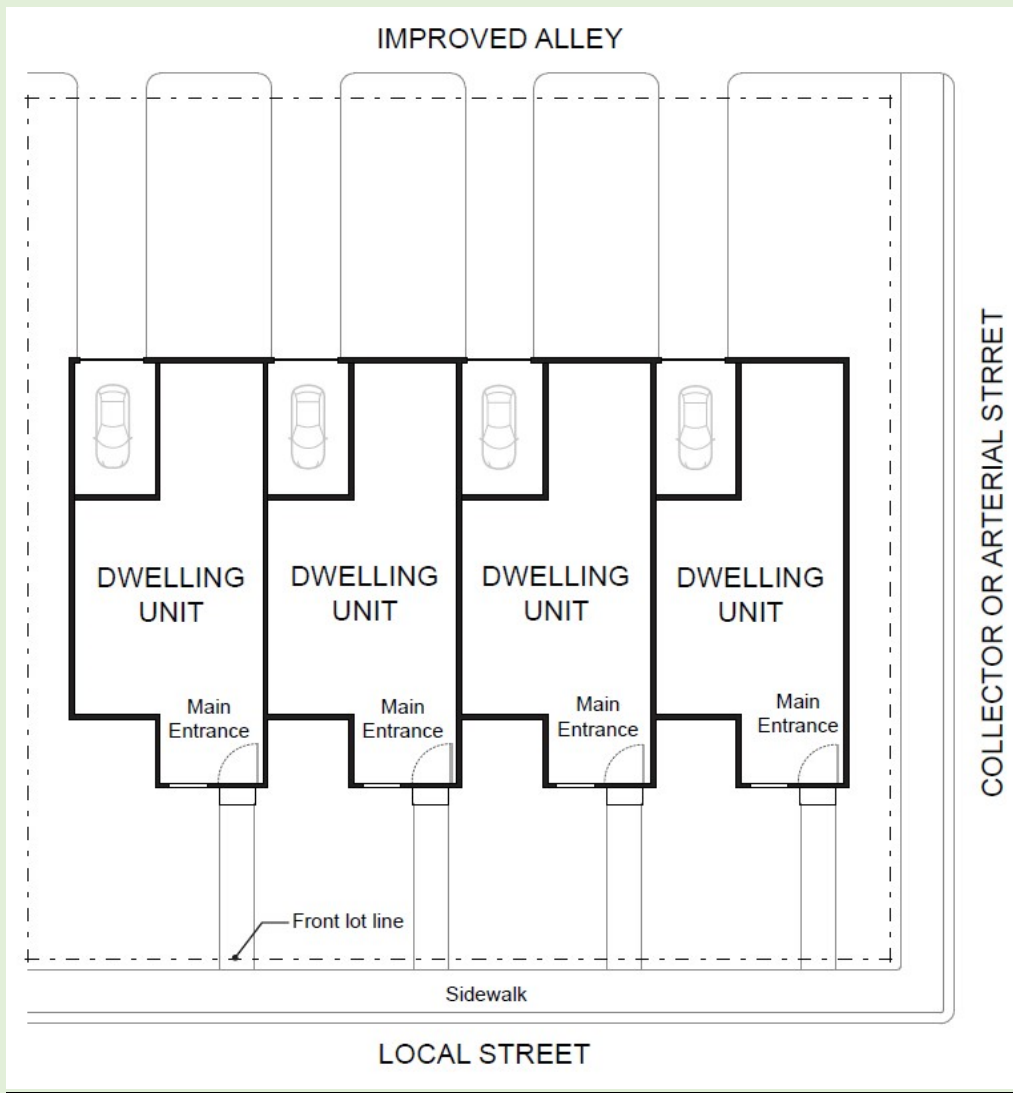 IMPROVED ALLEY
COLLECTOR OR ARTERIAL STRRET
DWELLING
UNIT
DWELLING
UNIT
DWELLING
UNIT
DWELLING
UNIT
Main
Entrance
Main
Entrance
Main
Entrance
Main
Entrance
Front lot line
Sidewalk
LOCAL STREET